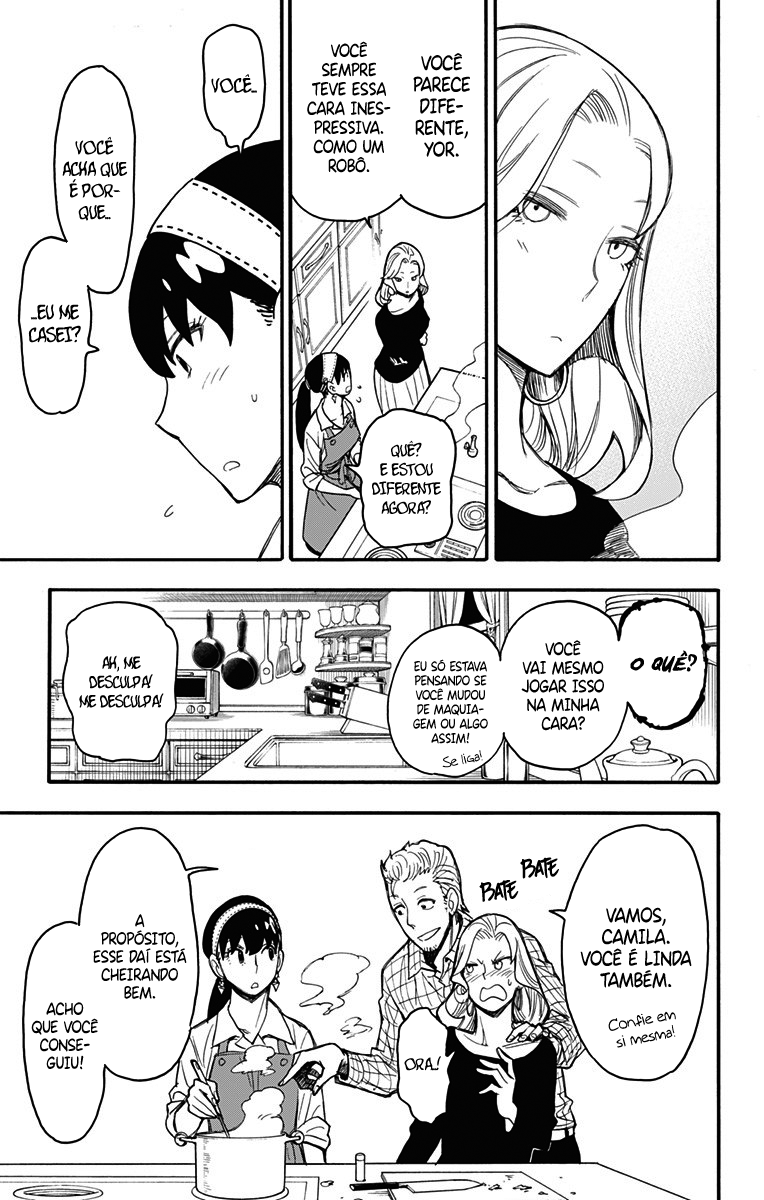 VOCÊ
PARECE
DIFE-
RENTE,
YOR.
VOCÊ
SEMPRE
TEVE ESSA
CARA INES-
PRESSIVA.
COMO UM
ROBÔ.
QUÊ?
E ESTOU
DIFERENTE
AGORA?
VOCÊ...
VOCÊ
ACHA QUE
É POR-
QUE...
...EU ME
CASEI?
O QUÊ?
VOCÊ
VAI MESMO
JOGAR ISSO
NA MINHA
CARA?
EU SÓ ESTAVA
PENSANDO SE
VOCÊ MUDOU
DE MAQUIA-
GEM OU ALGO
ASSIM!
Se liga!
AH, ME
DESCULPA!
ME DESCULPA!
VAMOS,
CAMILA.
VOCÊ É LINDA
TAMBÉM.
Confie em
si mesma!
BATE
BATE
ORA..!
A
PROPÓSITO,
ESSE DAÍ ESTÁ
CHEIRANDO
BEM.
ACHO
QUE VOCÊ
CONSE-
GUIU!